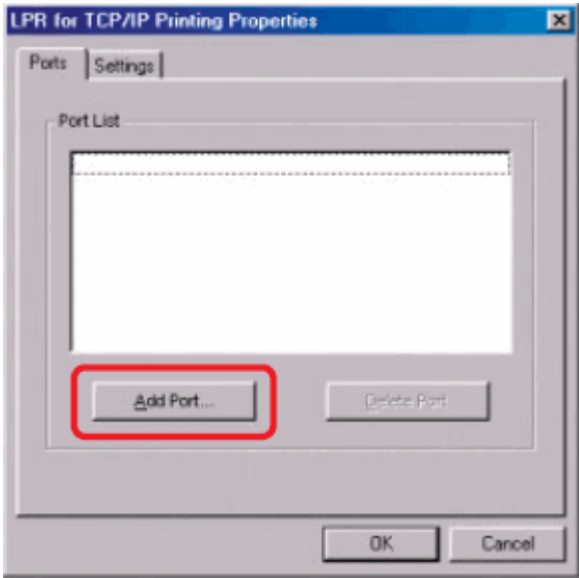 LPR for TCP/IP Printing Properties
Ports Settings
Port List
Add Port... Delete Port
OK Cancel